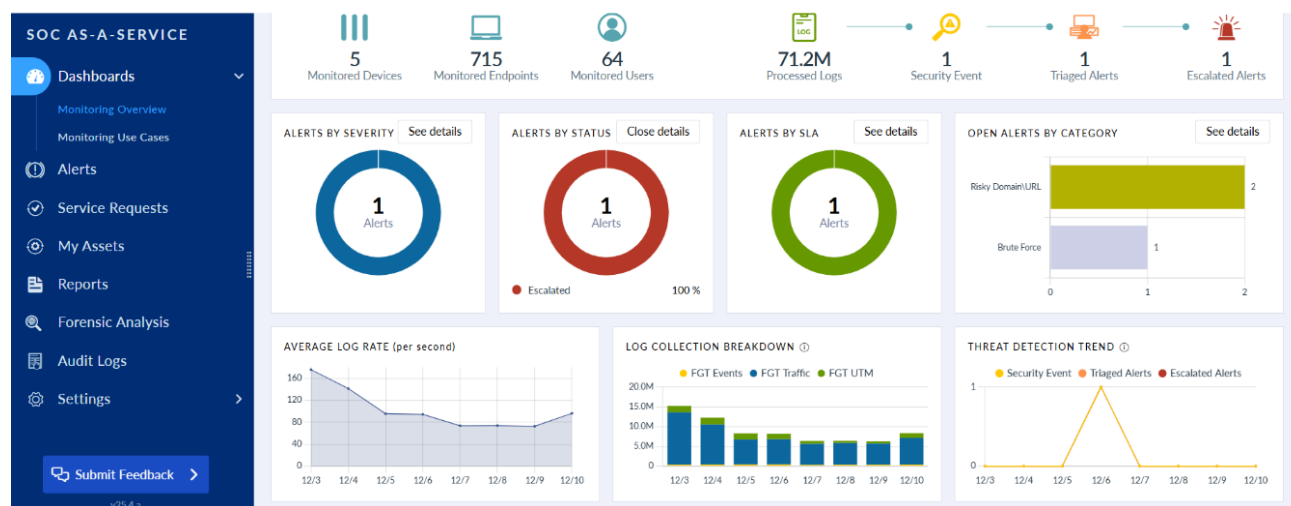 SOC AS-A-SERVICE
Dashboards
Monitoring Overview
Monitoring Use Cases
Alerts
Service Requests
My Assets
Reports
Forensic Analysis
Audit Logs
Settings
Submit Feedback
v25.4.a
5
Monitored Devices
715
Monitored Endpoints
64
Monitored Users
LOG
71.2M
Processed Logs
1
Security Event
1
Triaged Alerts
1
Escalated Alerts
ALERTS BY SEVERITY
See details
1
Alerts
ALERTS BY STATUS
Close details
1
Alerts
Escalated 100 %
ALERTS BY SLA
See details
1
Alerts
OPEN ALERTS BY CATEGORY
See details
Risky Domain\URL 2
Brute Force 1
0 1 2
AVERAGE LOG RATE (per second)
160
120
80
40
0
12/3 12/4 12/5 12/6 12/7 12/8 12/9 12/10
LOG COLLECTION BREAKDOWN
FGT Events FGT Traffic FGT UTM
20.0M
15.0M
10.0M
5.0M
0
12/3 12/4 12/5 12/6 12/7 12/8 12/9 12/10
THREAT DETECTION TREND
Security Event Triaged Alerts Escalated Alerts
1
0
12/3 12/4 12/5 12/6 12/7 12/8 12/9 12/10